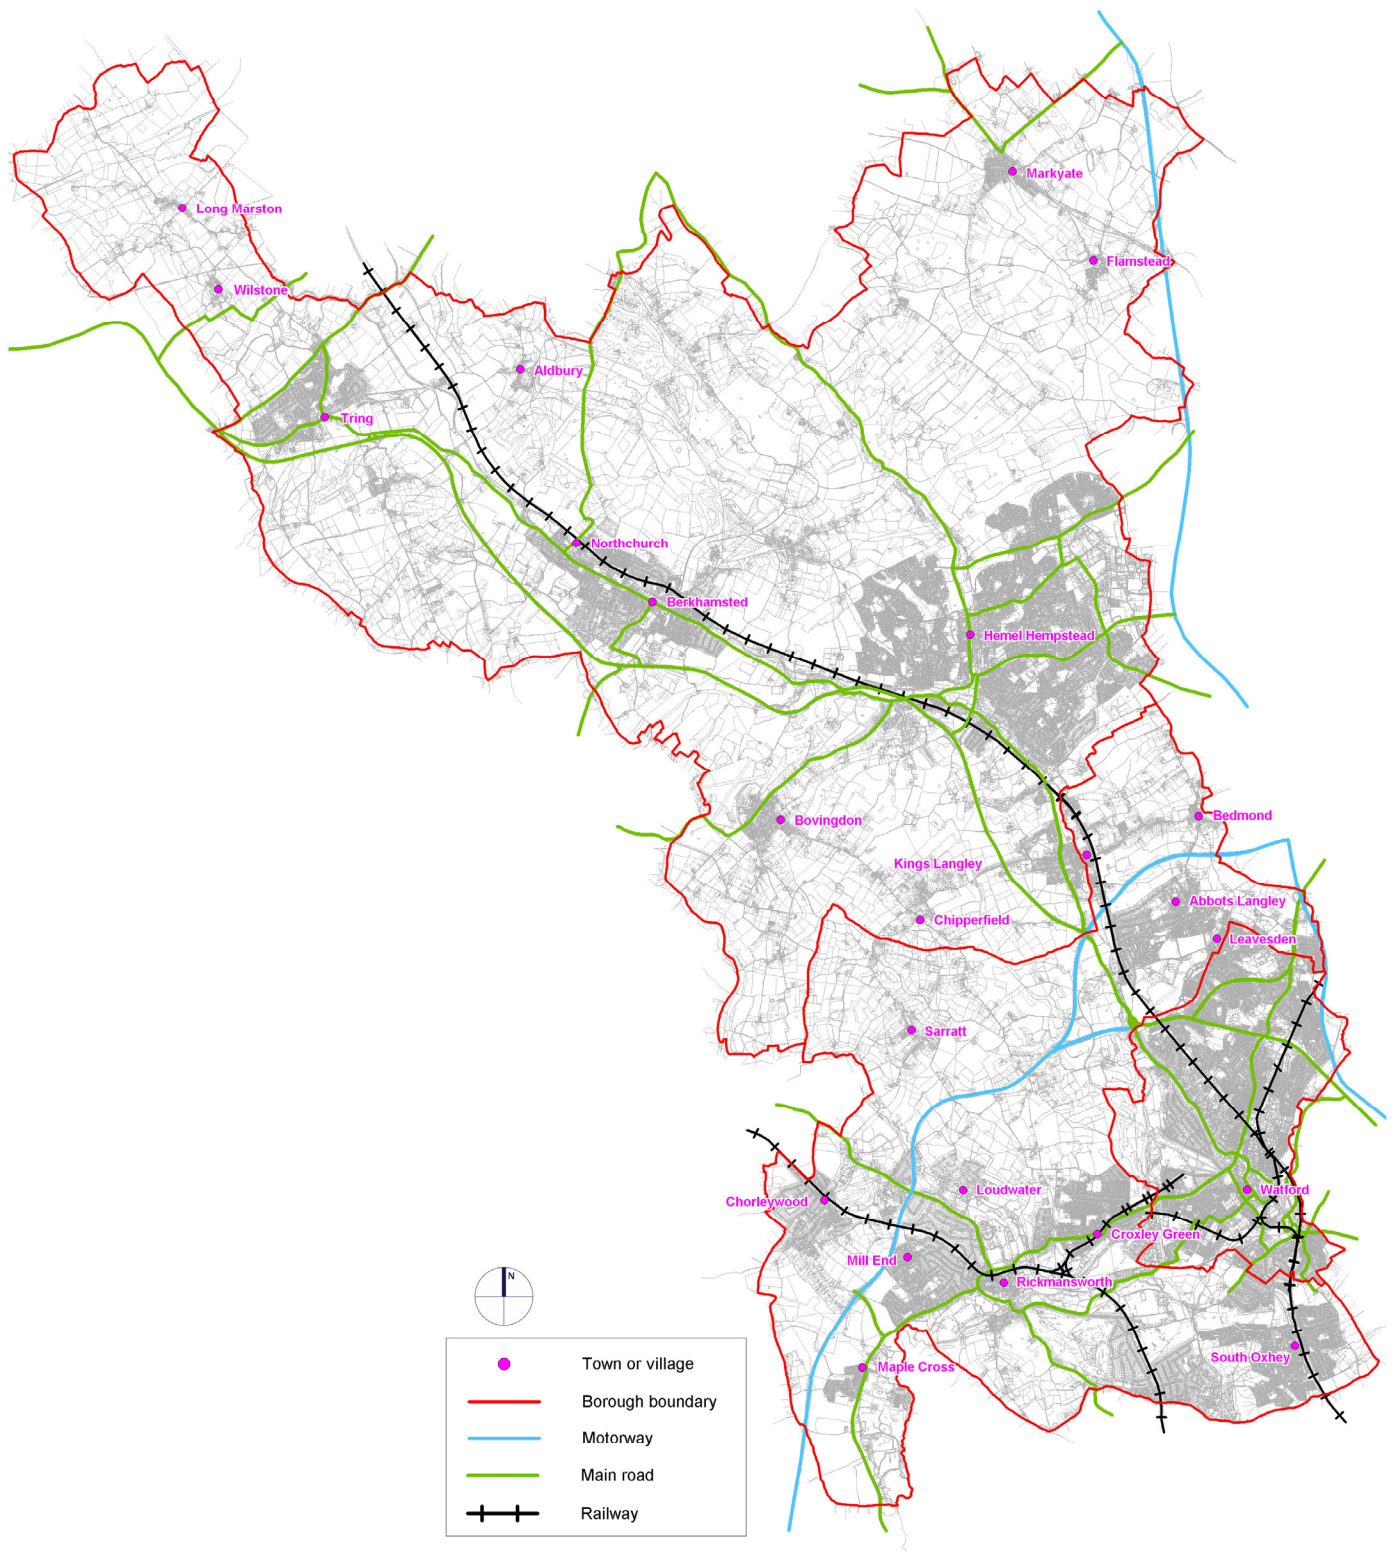 Markyate
Long Marston
Flamstead
Wilstone
Aldbury
Tring
Northchurch
Berkhamsted
Hemel Hempstead
Bedmond
Bovingdon
Kings Langley
Abbots Langley
Chipperfield
Leavesden
Sarratt
Loudwater
Watford
Chorleywood
Croxley Green
Mill End
Rickmansworth
N
South Oxhey
Maple Cross
Town or village
Borough boundary
Motorway
Main road
Railway